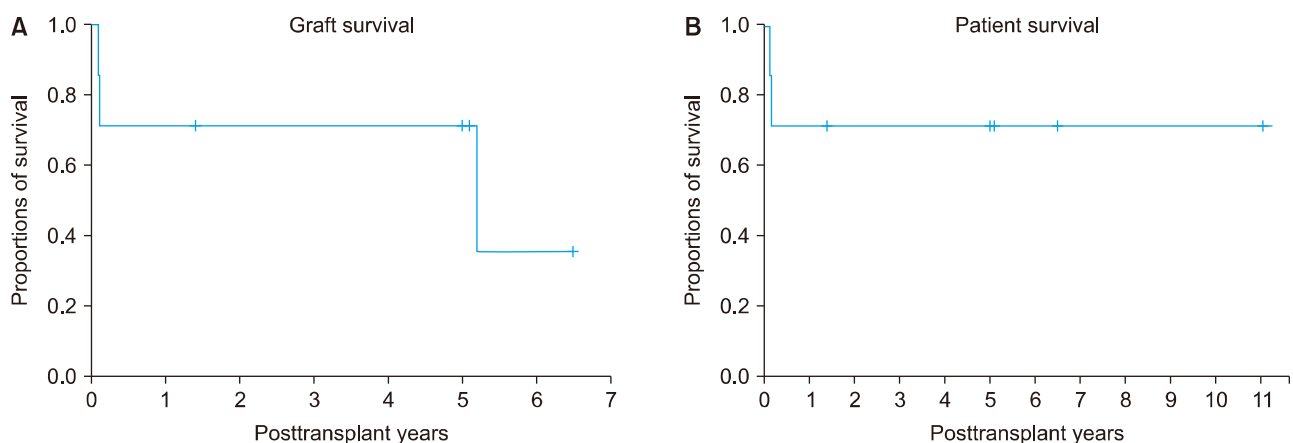 A
Graft survival
Proportions of survival
1.0
0.8
0.6
0.4
0.2
0.0
0 1 2 3 4 5 6 7
Posttransplant years
B
Patient survival
Proportions of survival
1.0
0.8
0.6
0.4
0.2
0.0
0 1 2 3 4 5 6 7 8 9 10 11
Posttransplant years